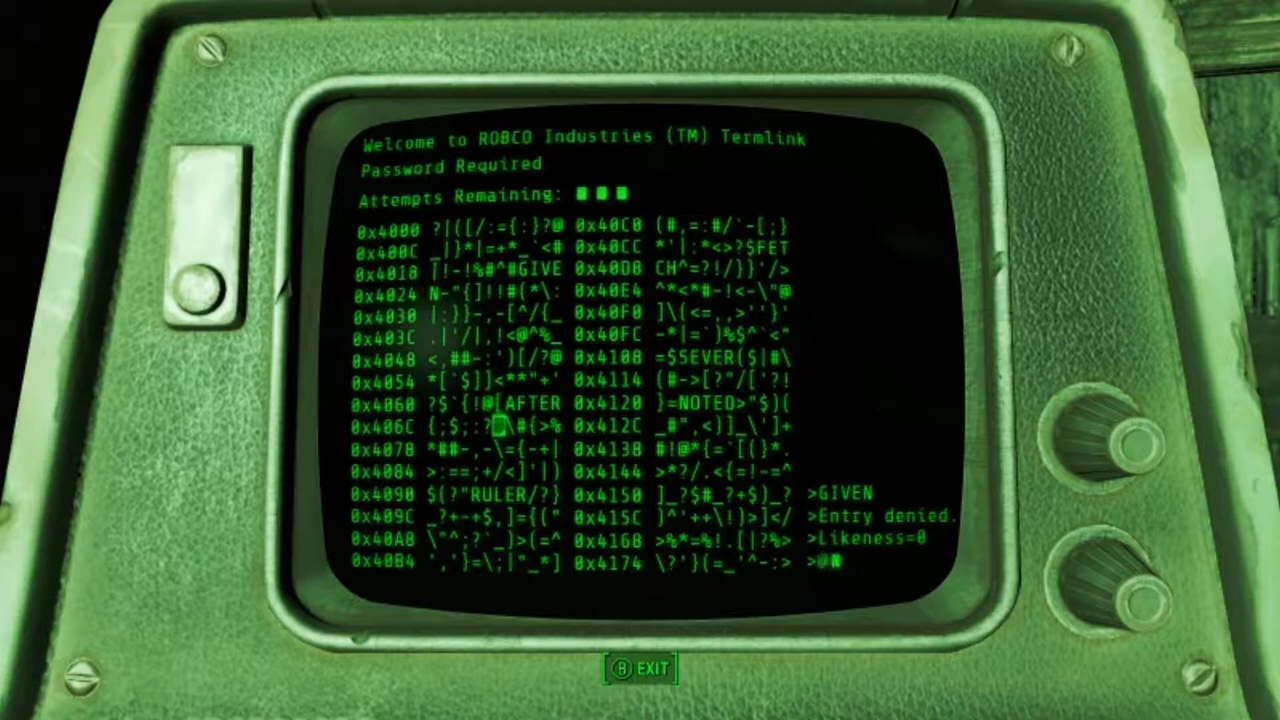 Welcome to ROBCO Industries (TM) Termlink
Password Required
Attempts Remaining: ■ ■ ■
0x4000 ?|([/:={:}?@ 0x40C0 (#,=:#/`-[;}
0x400C _|}*|=+*_`<# 0x40CC *'|:*<>?$FET
0x4018 [!-!%#^#GIVE 0x40D8 CH^=?!/}}'/>
0x4024 N-"{]!!#(*\: 0x40E4 ^*<*#-!<-\"@
0x4030 |:}}-,-[^/{_ 0x40F0 ]\(<=,,>''}'
0x403C .|'/|,!<@^%_ 0x40FC -*|=`}%$^`<"
0x4048 <,##-:')[/?@ 0x4108 =$SEVER($|#\
0x4054 *[`$]]<**"+' 0x4114 (#->[?"/['?!
0x4060 ?$`{!@[AFTER 0x4120 }=NOTED>"$)(
0x406C {;$;:?\#{>% 0x412C _#",<)]_\']+
0x4078 *##-,-\={-+| 0x4138 #!@*{=`[(}*.
0x4084 >:==;+/<]'|) 0x4144 >*?/.<{=!-=^
0x4090 $(?"RULER/?} 0x4150 ]_?$#_?+$)_? >GIVEN
0x409C _?+-+$,]={(" 0x415C )^'++\!)>]</ >Entry denied.
0x40A8 \"^;?`_}>(=^ 0x4168 >%*=%!.[|?%> >Likeness=0
0x40B4 ','}=\;|"_*] 0x4174 \?'}(=_'^-:> >
Ⓑ EXIT